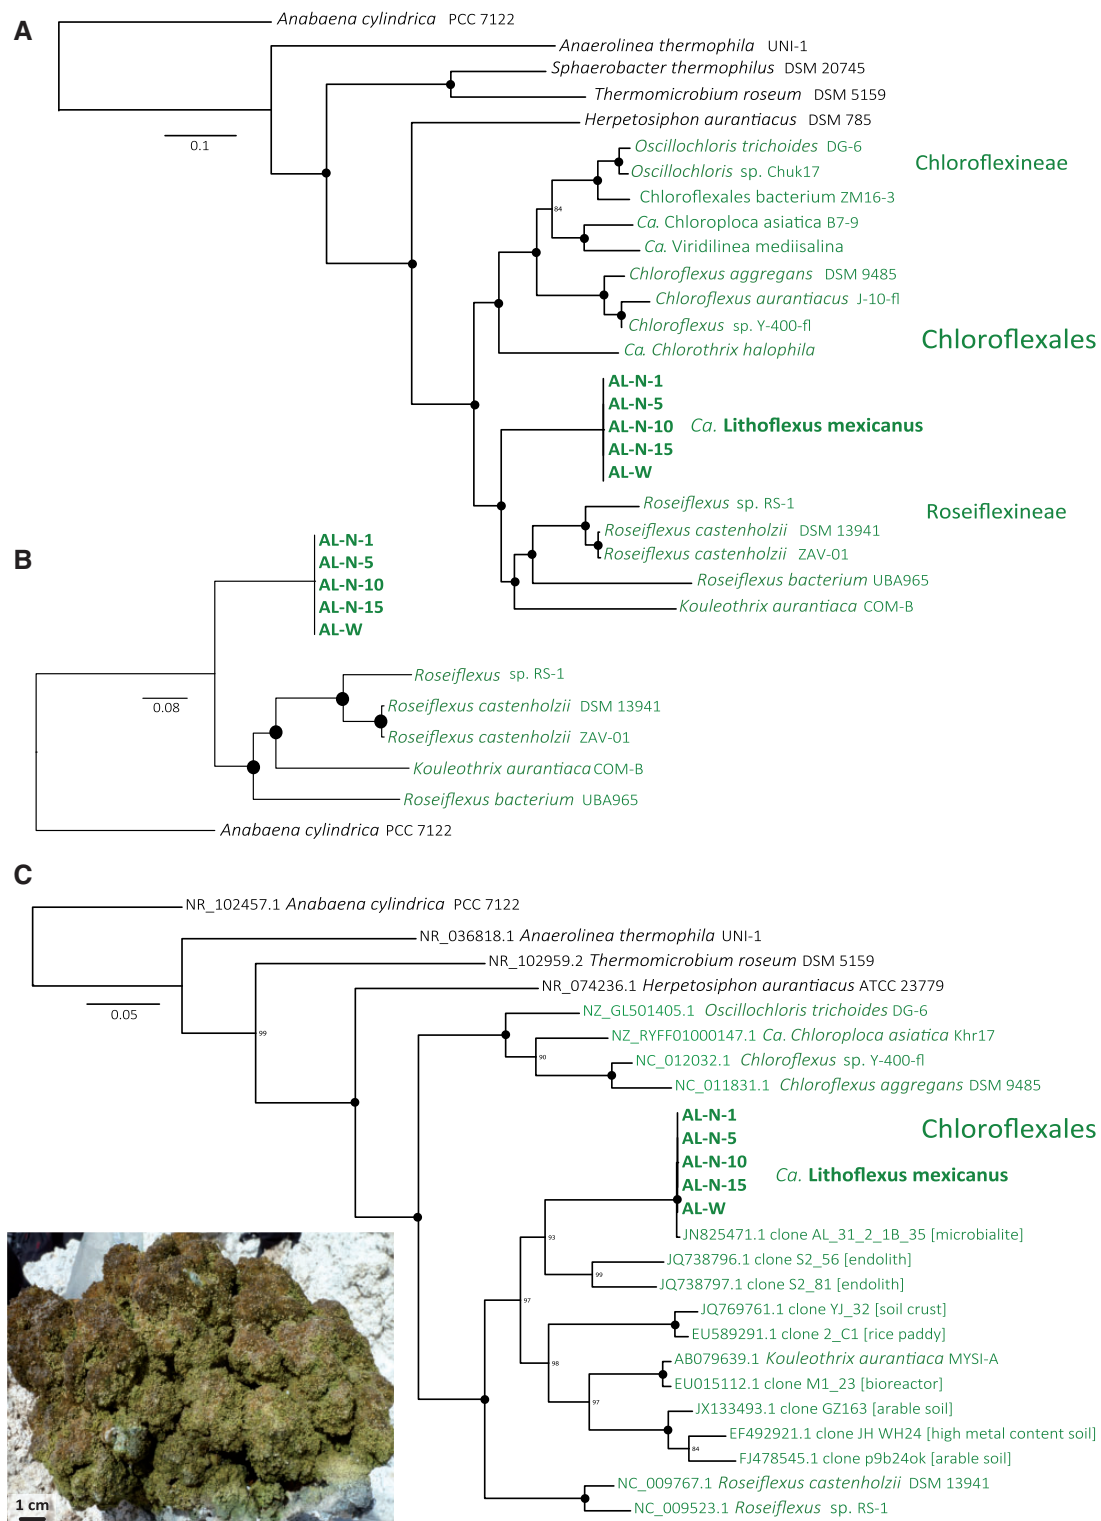 A
Anabaena cylindrica PCC 7122
Anaerolinea thermophila UNI-1
Sphaerobacter thermophilus DSM 20745
Thermomicrobium roseum DSM 5159
Herpetosiphon aurantiacus DSM 785
0.1
Oscillochloris trichoides DG-6
Chloroflexineae
Oscillochloris sp. Chuk17
Chloroflexales bacterium ZM16-3
84
Ca. Chloroploca asiatica B7-9
Ca. Viridilinea mediisalina
Chloroflexus aggregans DSM 9485
Chloroflexus aurantiacus J-10-fl
Chloroflexus sp. Y-400-fl
Chloroflexales
Ca. Chlorothrix halophila
AL-N-1
AL-N-5
AL-N-10 Ca. Lithoflexus mexicanus
AL-N-15
AL-W
Roseiflexus sp. RS-1
Roseiflexineae
Roseiflexus castenholzii DSM 13941
Roseiflexus castenholzii ZAV-01
Roseiflexus bacterium UBA965
Kouleothrix aurantiaca COM-B
B
AL-N-1
AL-N-5
AL-N-10
AL-N-15
AL-W
0.08
Roseiflexus sp. RS-1
Roseiflexus castenholzii DSM 13941
Roseiflexus castenholzii ZAV-01
Kouleothrix aurantiaca COM-B
Roseiflexus bacterium UBA965
Anabaena cylindrica PCC 7122
C
NR_102457.1 Anabaena cylindrica PCC 7122
NR_036818.1 Anaerolinea thermophila UNI-1
NR_102959.2 Thermomicrobium roseum DSM 5159
NR_074236.1 Herpetosiphon aurantiacus ATCC 23779
0.05
NZ_GL501405.1 Oscillochloris trichoides DG-6
99
NZ_RYFF01000147.1 Ca. Chloroploca asiatica Khr17
90
NC_012032.1 Chloroflexus sp. Y-400-fl
NC_011831.1 Chloroflexus aggregans DSM 9485
AL-N-1
Chloroflexales
AL-N-5
AL-N-10
Ca. Lithoflexus mexicanus
AL-N-15
AL-W
JN825471.1 clone AL_31_2_1B_35 [microbialite]
93
JQ738796.1 clone S2_56 [endolith]
99
JQ738797.1 clone S2_81 [endolith]
97
JQ769761.1 clone YJ_32 [soil crust]
EU589291.1 clone 2_C1 [rice paddy]
98
AB079639.1 Kouleothrix aurantiaca MYSI-A
EU015112.1 clone M1_23 [bioreactor]
97
JX133493.1 clone GZ163 [arable soil]
EF492921.1 clone JH WH24 [high metal content soil]
84
FJ478545.1 clone p9b24ok [arable soil]
NC_009767.1 Roseiflexus castenholzii DSM 13941
NC_009523.1 Roseiflexus sp. RS-1
1 cm